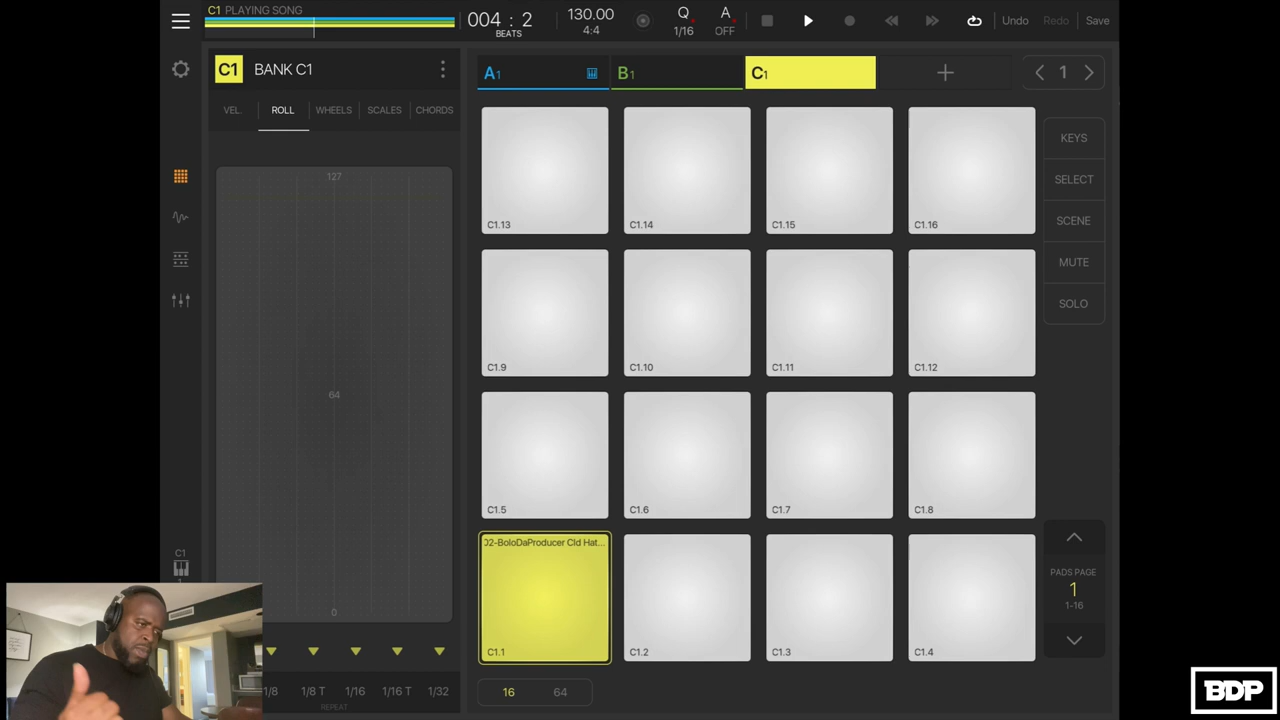 C1 PLAYING SONG
004 : 2
BEATS
130.00
4:4
Q
1/16
A
OFF
Undo
Redo
Save
C1
BANK C1
A1
B1
C1
1
VEL.
ROLL
WHEELS
SCALES
CHORDS
127
64
0
C1.13
C1.14
C1.15
C1.16
C1.9
C1.10
C1.11
C1.12
C1.5
C1.6
C1.7
C1.8
02-BoloDaProducer Cld Hat...
C1.1
C1.2
C1.3
C1.4
KEYS
SELECT
SCENE
MUTE
SOLO
PADS PAGE
1
1-16
C1
1/8
1/8 T
1/16
1/16 T
1/32
REPEAT
16
64
BDP